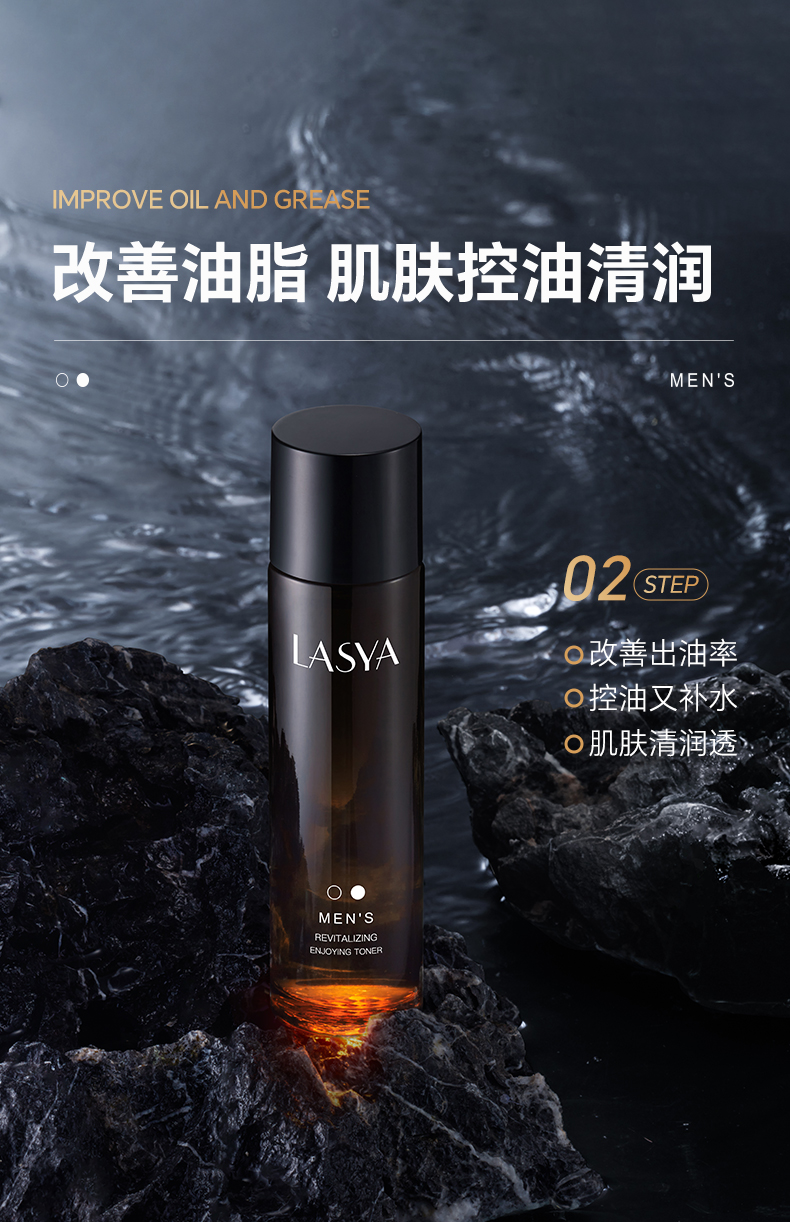 IMPROVE OIL AND GREASE
改善油脂 肌肤控油清润
MEN'S
02 STEP
改善出油率
控油又补水
肌肤清润透
LASYA
MEN'S
REVITALIZING
ENJOYING TONER